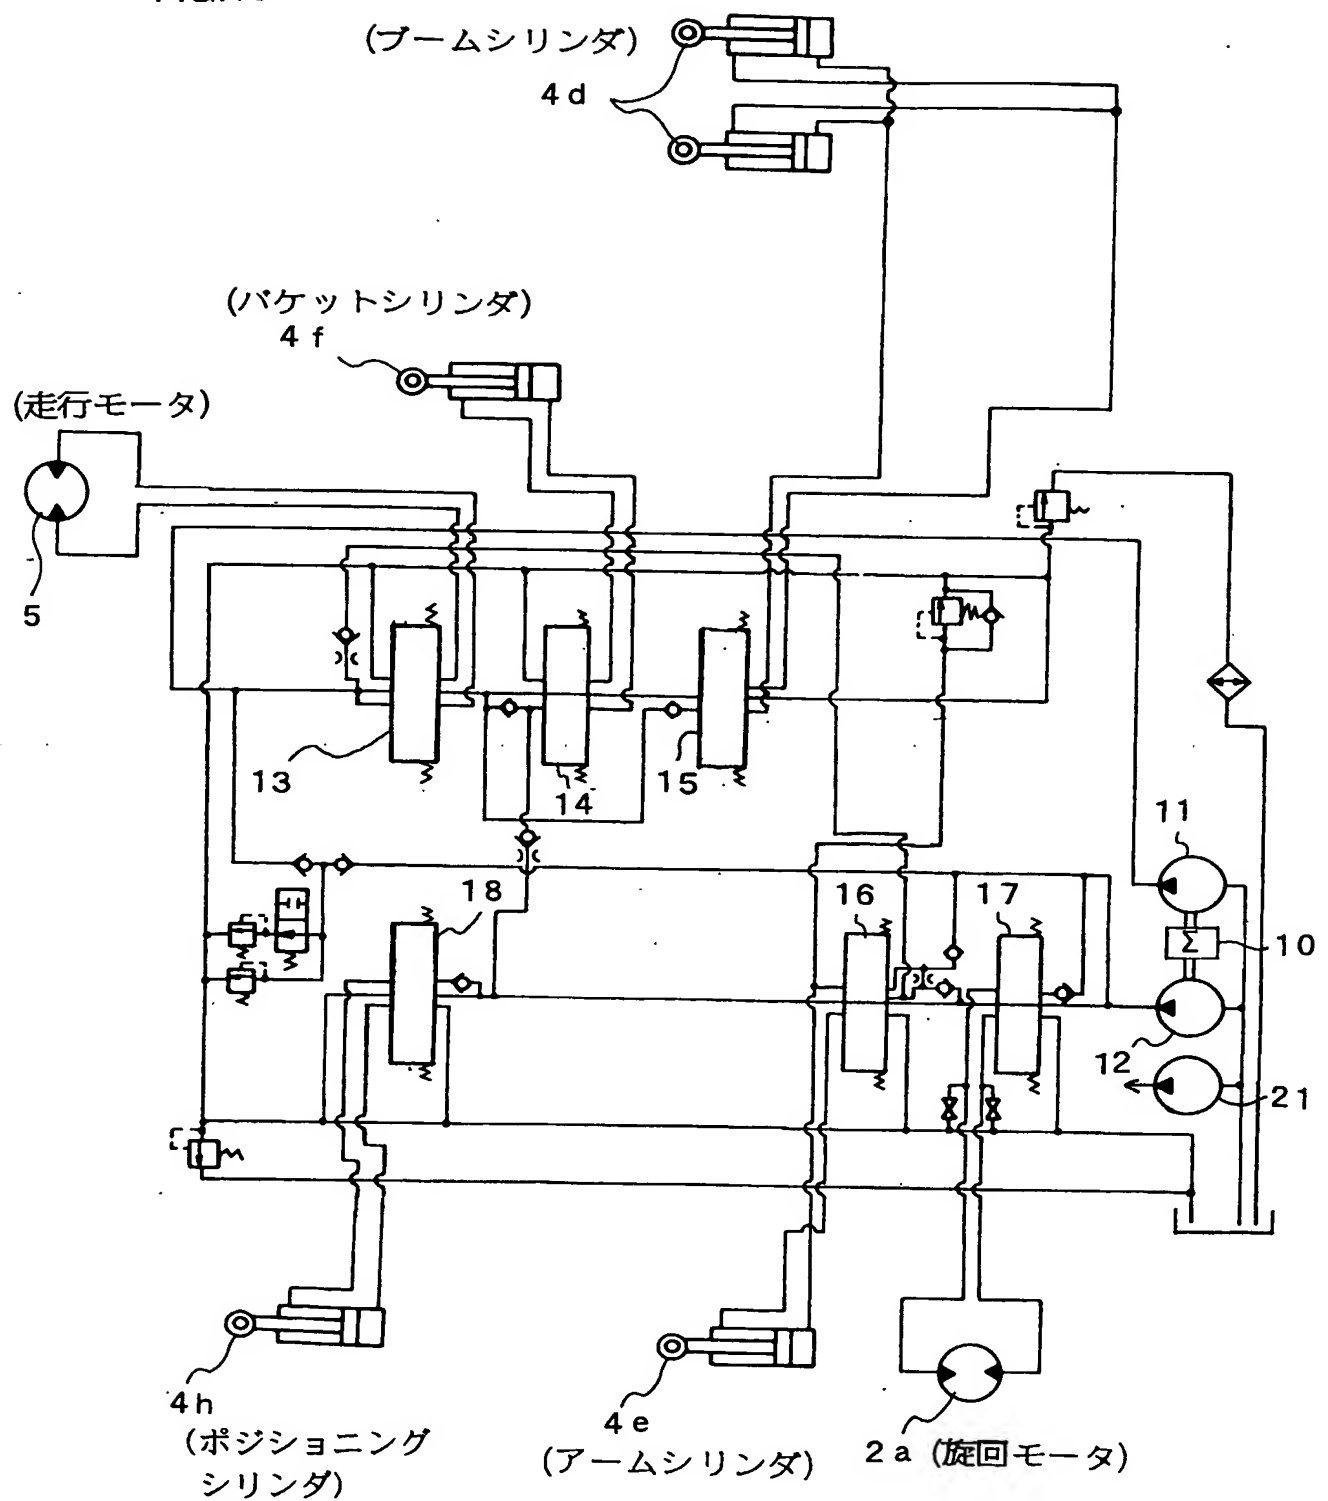 (ブームシリンダ)
4d
(バケットシリンダ)
4f
(走行モータ)
5
13
14
15
11
18
16
17
10
12
21
4h
(ポジショニング
シリンダ)
4e
(アームシリンダ)
2a (旋回モータ)